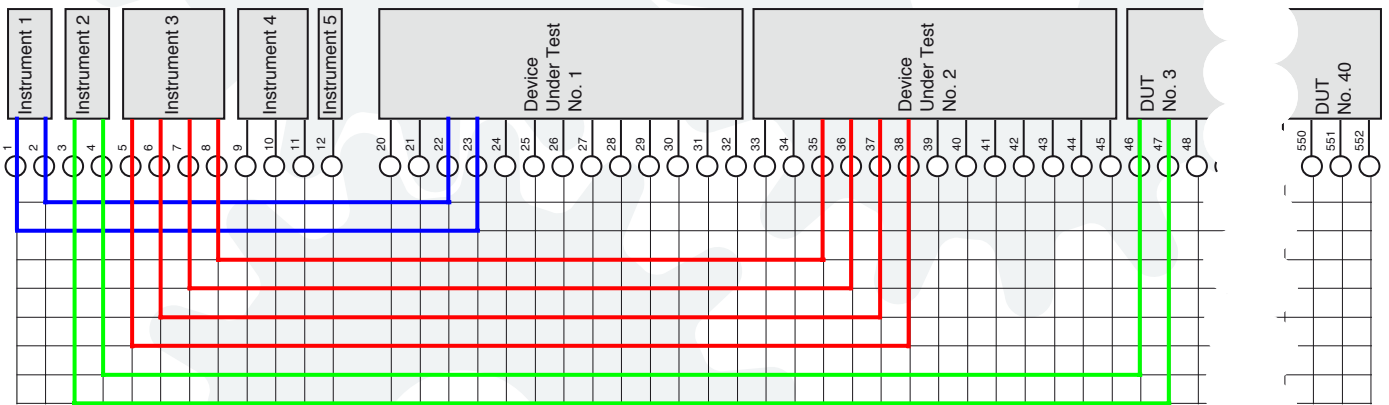 Instrument 1
Instrument 2
Instrument 3
Instrument 4
Instrument 5
Device
Under Test
No. 1
Device
Under Test
No. 2
DUT
No. 3
DUT
No. 40
1 2 3 4 5 6 7 8 9 10 11 12 20 21 22 23 24 25 26 27 28 29 30 31 32 33 34 35 36 37 38 39 40 41 42 43 44 45 46 47 48 550 551 552